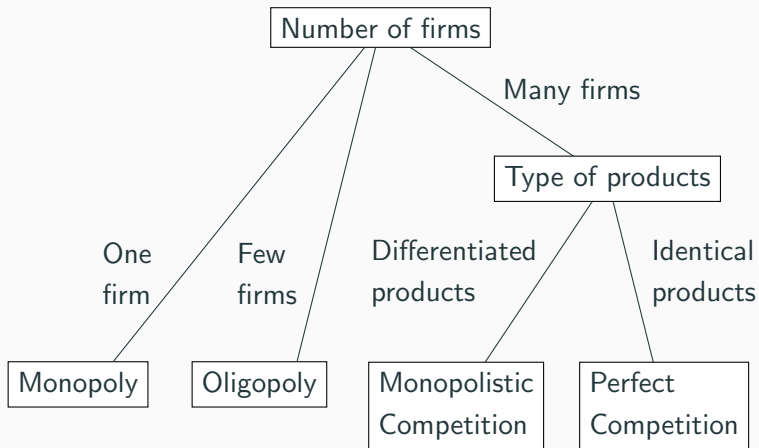 Number of firms
Many firms
Type of products
One
firm
Few
firms
Differentiated
products
Identical
products
Monopoly
Oligopoly
Monopolistic
Competition
Perfect
Competition